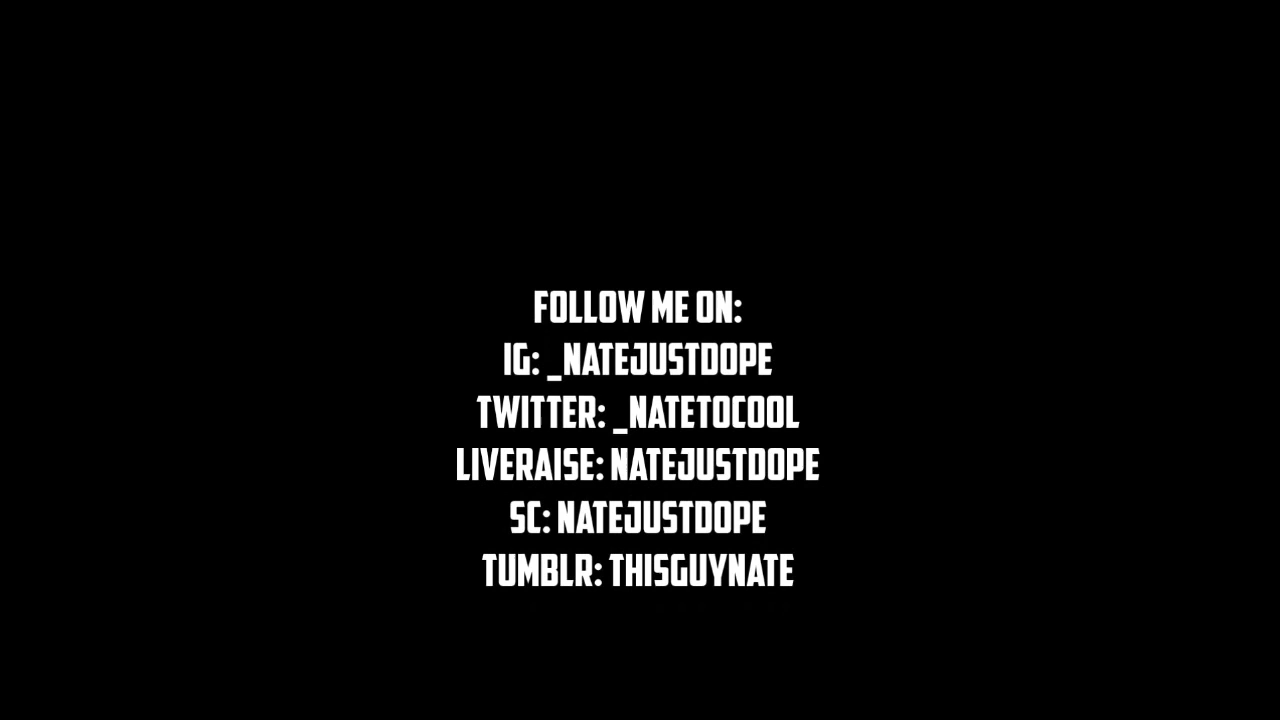 FOLLOW ME ON:
IG: _NATEJUSTDOPE
TWITTER: _NATETOCOOL
LIVERAISE: NATEJUSTDOPE
SC: NATEJUSTDOPE
TUMBLR: THISGUYNATE